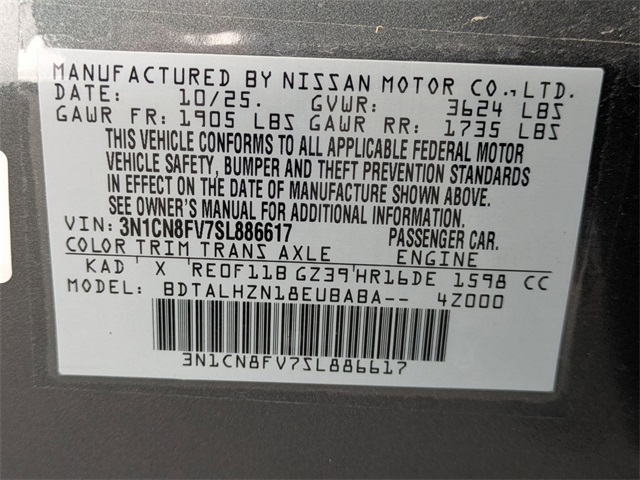 MANUFACTURED BY NISSAN MOTOR CO.,LTD.
DATE: 10/25. GVWR: 3624 LBS
GAWR FR: 1905 LBS GAWR RR: 1735 LBS
THIS VEHICLE CONFORMS TO ALL APPLICABLE FEDERAL MOTOR
VEHICLE SAFETY, BUMPER AND THEFT PREVENTION STANDARDS
IN EFFECT ON THE DATE OF MANUFACTURE SHOWN ABOVE.
SEE OWNER'S MANUAL FOR ADDITIONAL INFORMATION.
VIN: 3N1CN8FV7SL886617 PASSENGER CAR.
COLOR TRIM TRANS AXLE ENGINE
KAD X RE0F11B GZ39 HR16DE 1598 CC
MODEL: BDTALHZN18EUBABA-- 4Z000
3N1CN8FV7SL886617